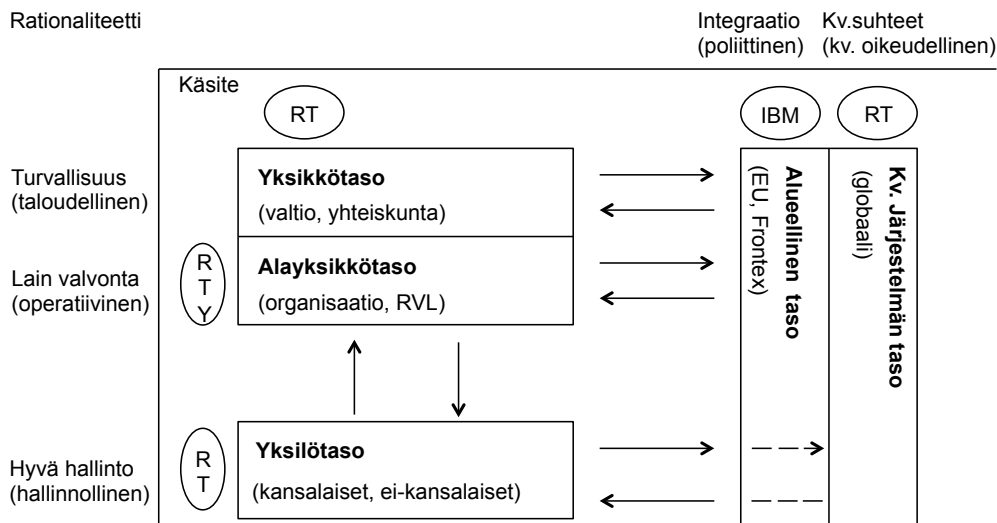 Rationaliteetti
Integraatio Kv.suhteet
(poliittinen) (kv. oikeudellinen)
Käsite
RT
IBM
RT
Turvallisuus
(taloudellinen)
Yksikkötaso
(valtio, yhteiskunta)
Lain valvonta
(operatiivinen)
R
T
Y
Alayksikkötaso
(organisaatio, RVL)
Alueellinen taso
(EU, Frontex)
Kv. Järjestelmän taso
(globaali)
Hyvä hallinto
(hallinnollinen)
R
T
Yksilötaso
(kansalaiset, ei-kansalaiset)